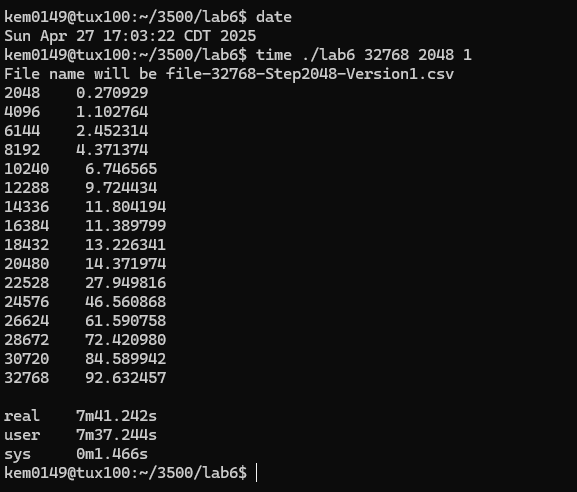 kem0149@tux100:~/3500/lab6$ date
Sun Apr 27 17:03:22 CDT 2025
kem0149@tux100:~/3500/lab6$ time ./lab6 32768 2048 1
File name will be file-32768-Step2048-Version1.csv
2048    0.270929
4096    1.102764
6144    2.452314
8192    4.371374
10240    6.746565
12288    9.724434
14336    11.804194
16384    11.389799
18432    13.226341
20480    14.371974
22528    27.949816
24576    46.560868
26624    61.590758
28672    72.420980
30720    84.589942
32768    92.632457
real    7m41.242s
user    7m37.244s
sys     0m1.466s
kem0149@tux100:~/3500/lab6$